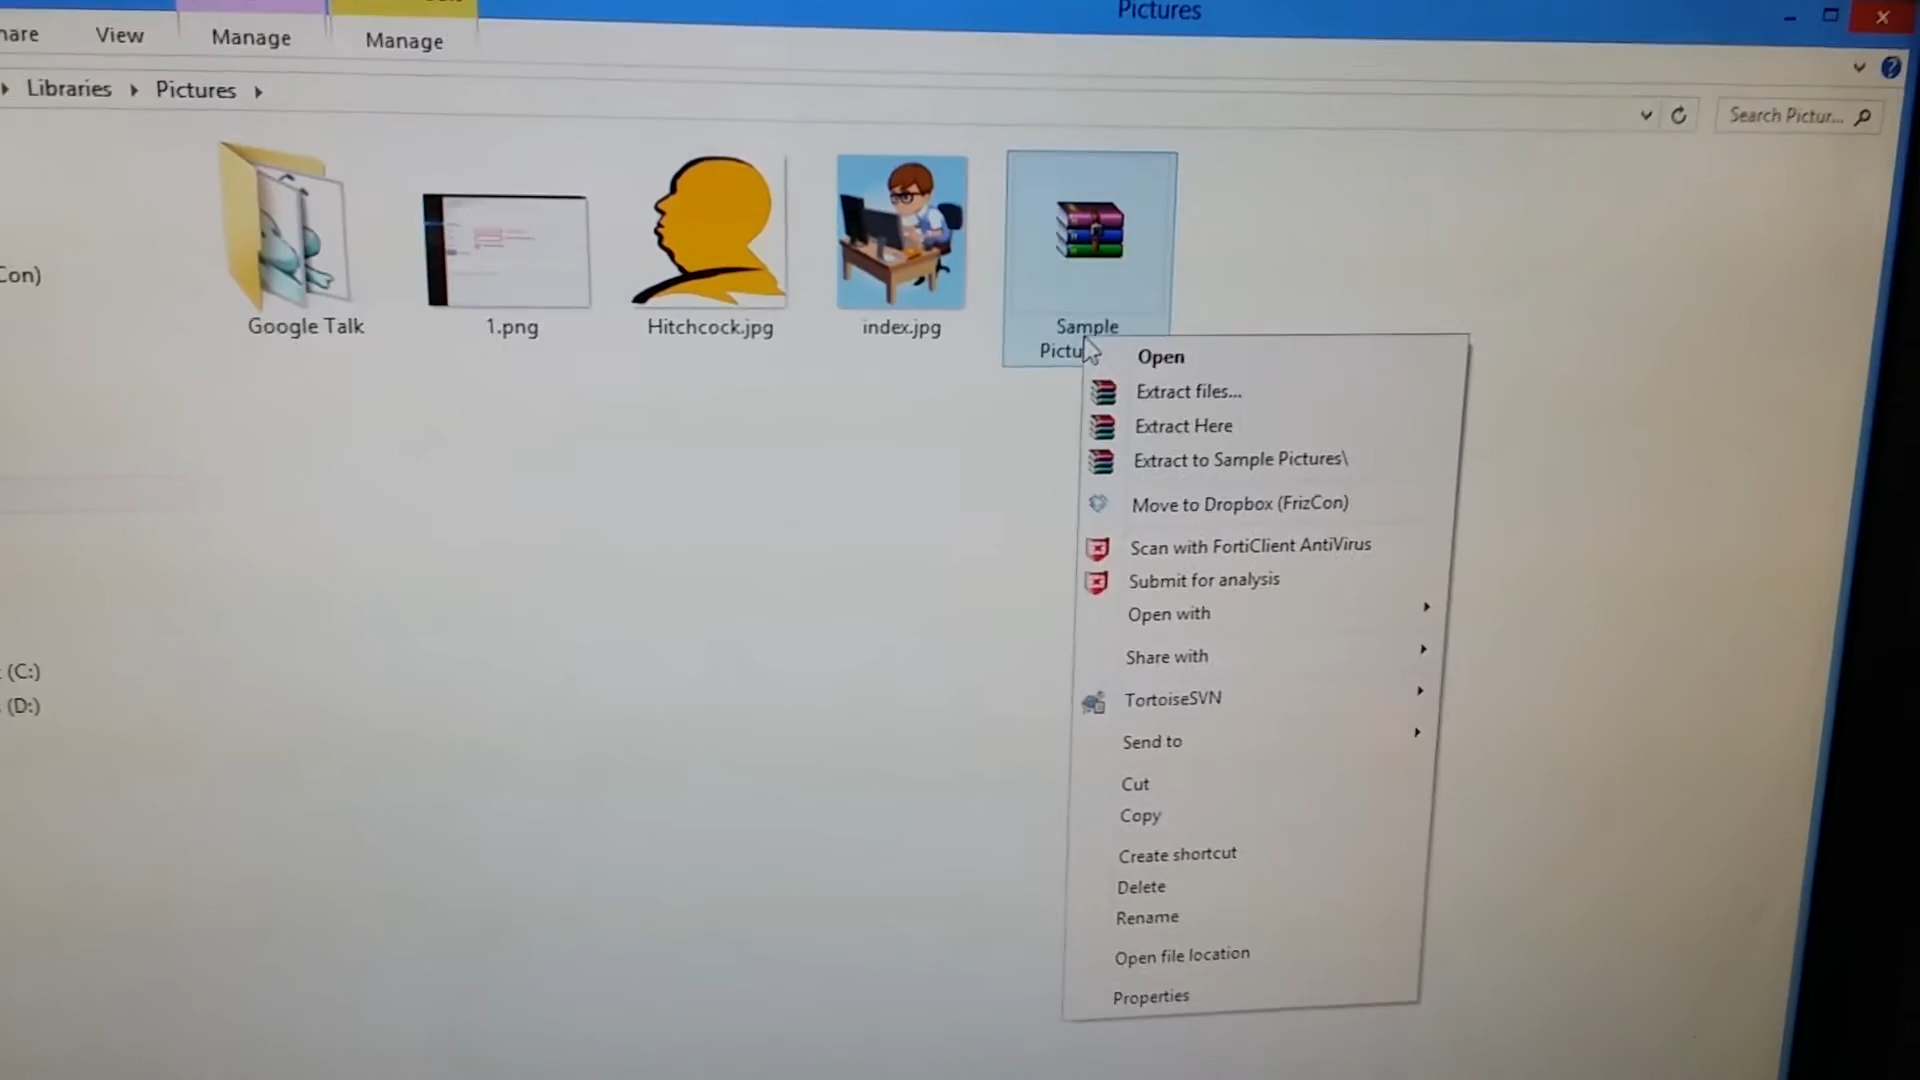 Pictures
View
Manage
Manage
Libraries
Pictures
Search Pictur...
Con)
(C:)
(D:)
Google Talk
1.png
Hitchcock.jpg
index.jpg
Sample
Pictu
Open
Extract files...
Extract Here
Extract to Sample Pictures\
Move to Dropbox (FrizCon)
Scan with FortiClient AntiVirus
Submit for analysis
Open with
Share with
TortoiseSVN
Send to
Cut
Copy
Create shortcut
Delete
Rename
Open file location
Properties